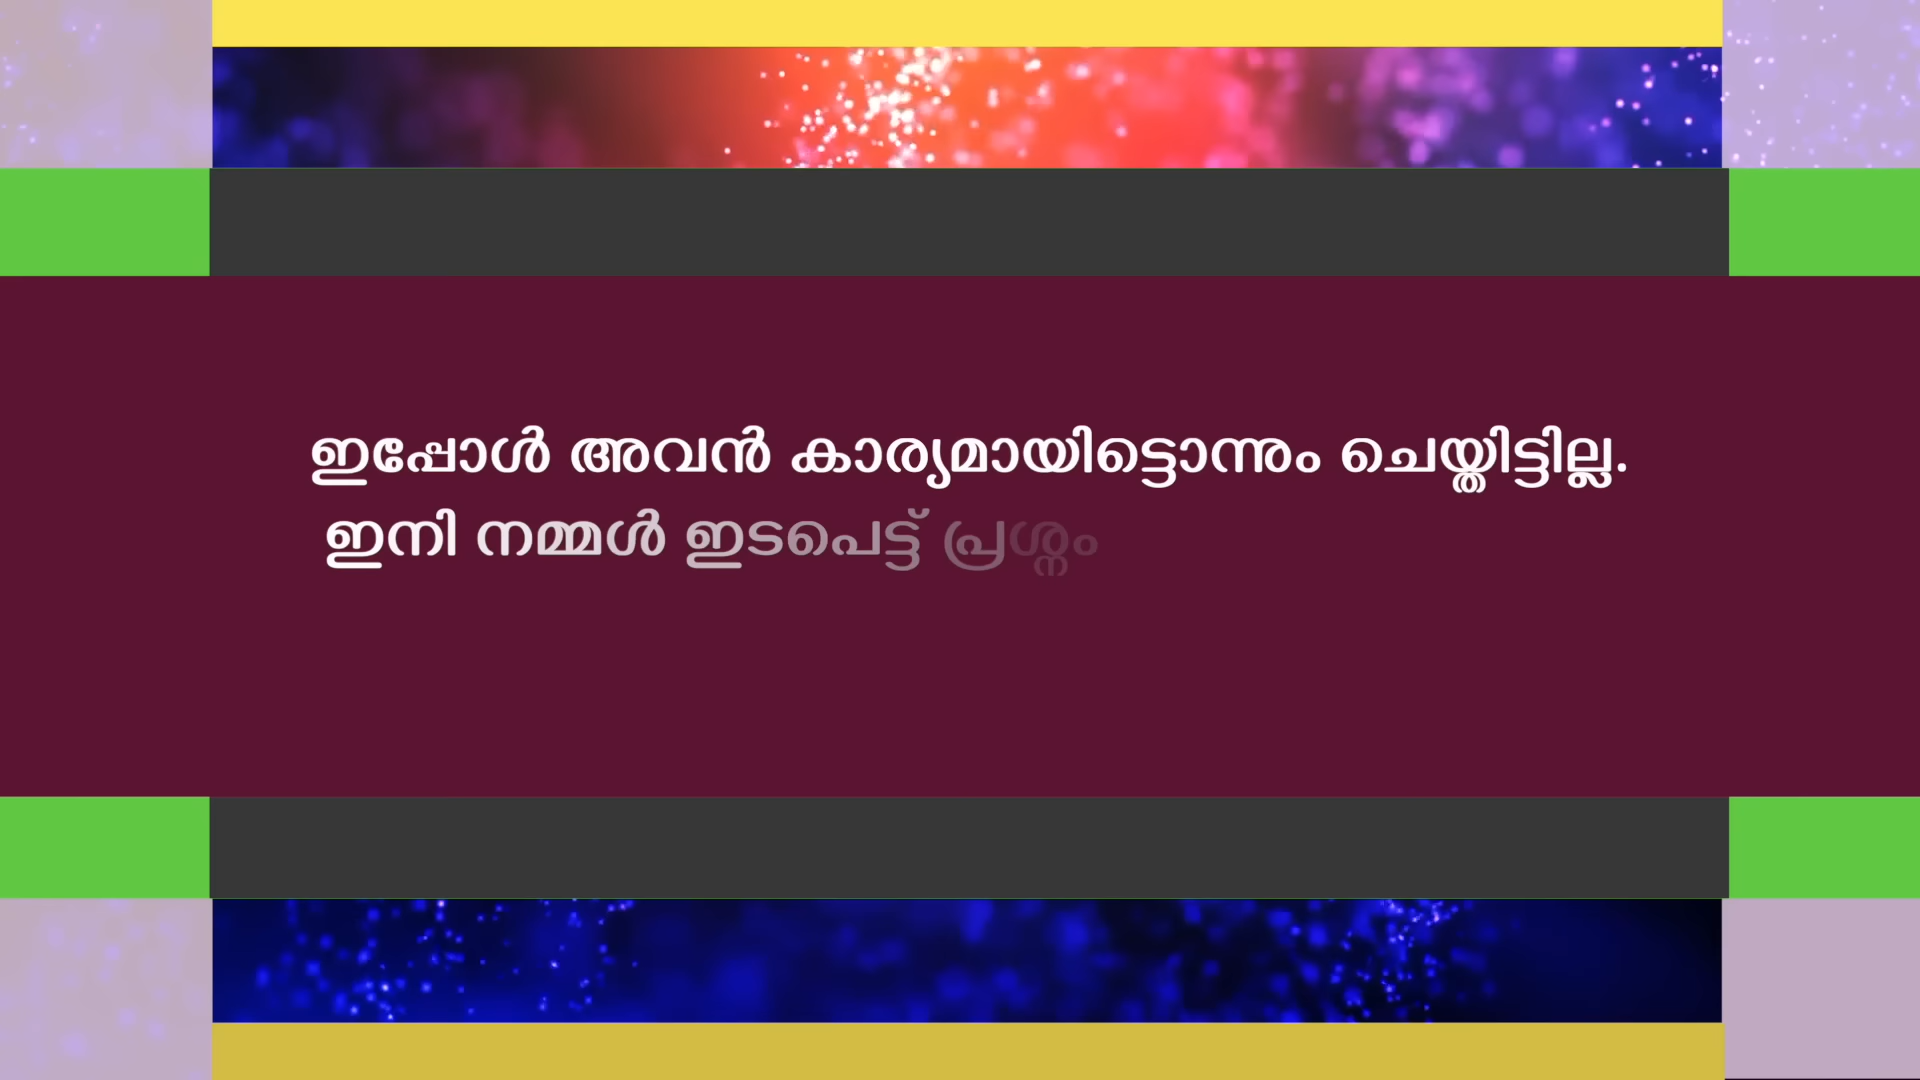 ഇപ്പോൾ അവൻ കാര്യമായിട്ടൊന്നും ചെയ്തിട്ടില്ല.
ഇനി നമ്മൾ ഇടപെട്ട് പ്രശ്നം